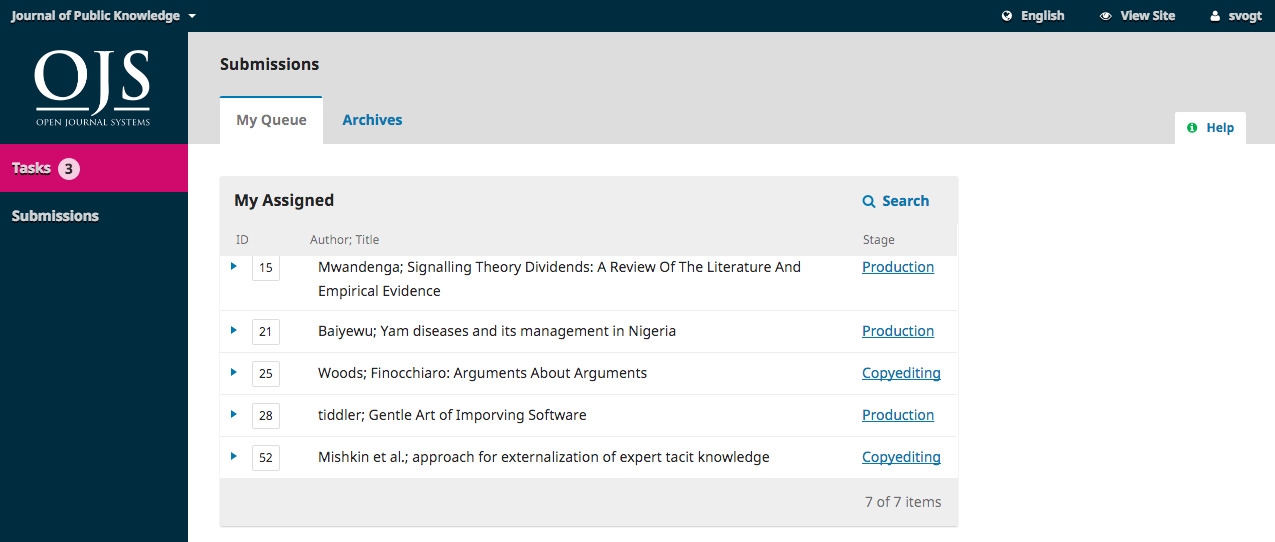 Journal of Public Knowledge
English
View Site
svogt
OJS
OPEN JOURNAL SYSTEMS
Tasks 3
Submissions
Submissions
My Queue
Archives
Help
My Assigned
Search
ID Author; Title Stage
15 Mwandenga; Signalling Theory Dividends: A Review Of The Literature And Production
Empirical Evidence
21 Baiyewu; Yam diseases and its management in Nigeria Production
25 Woods; Finocchiaro: Arguments About Arguments Copyediting
28 tiddler; Gentle Art of Imporving Software Production
52 Mishkin et al.; approach for externalization of expert tacit knowledge Copyediting
7 of 7 items